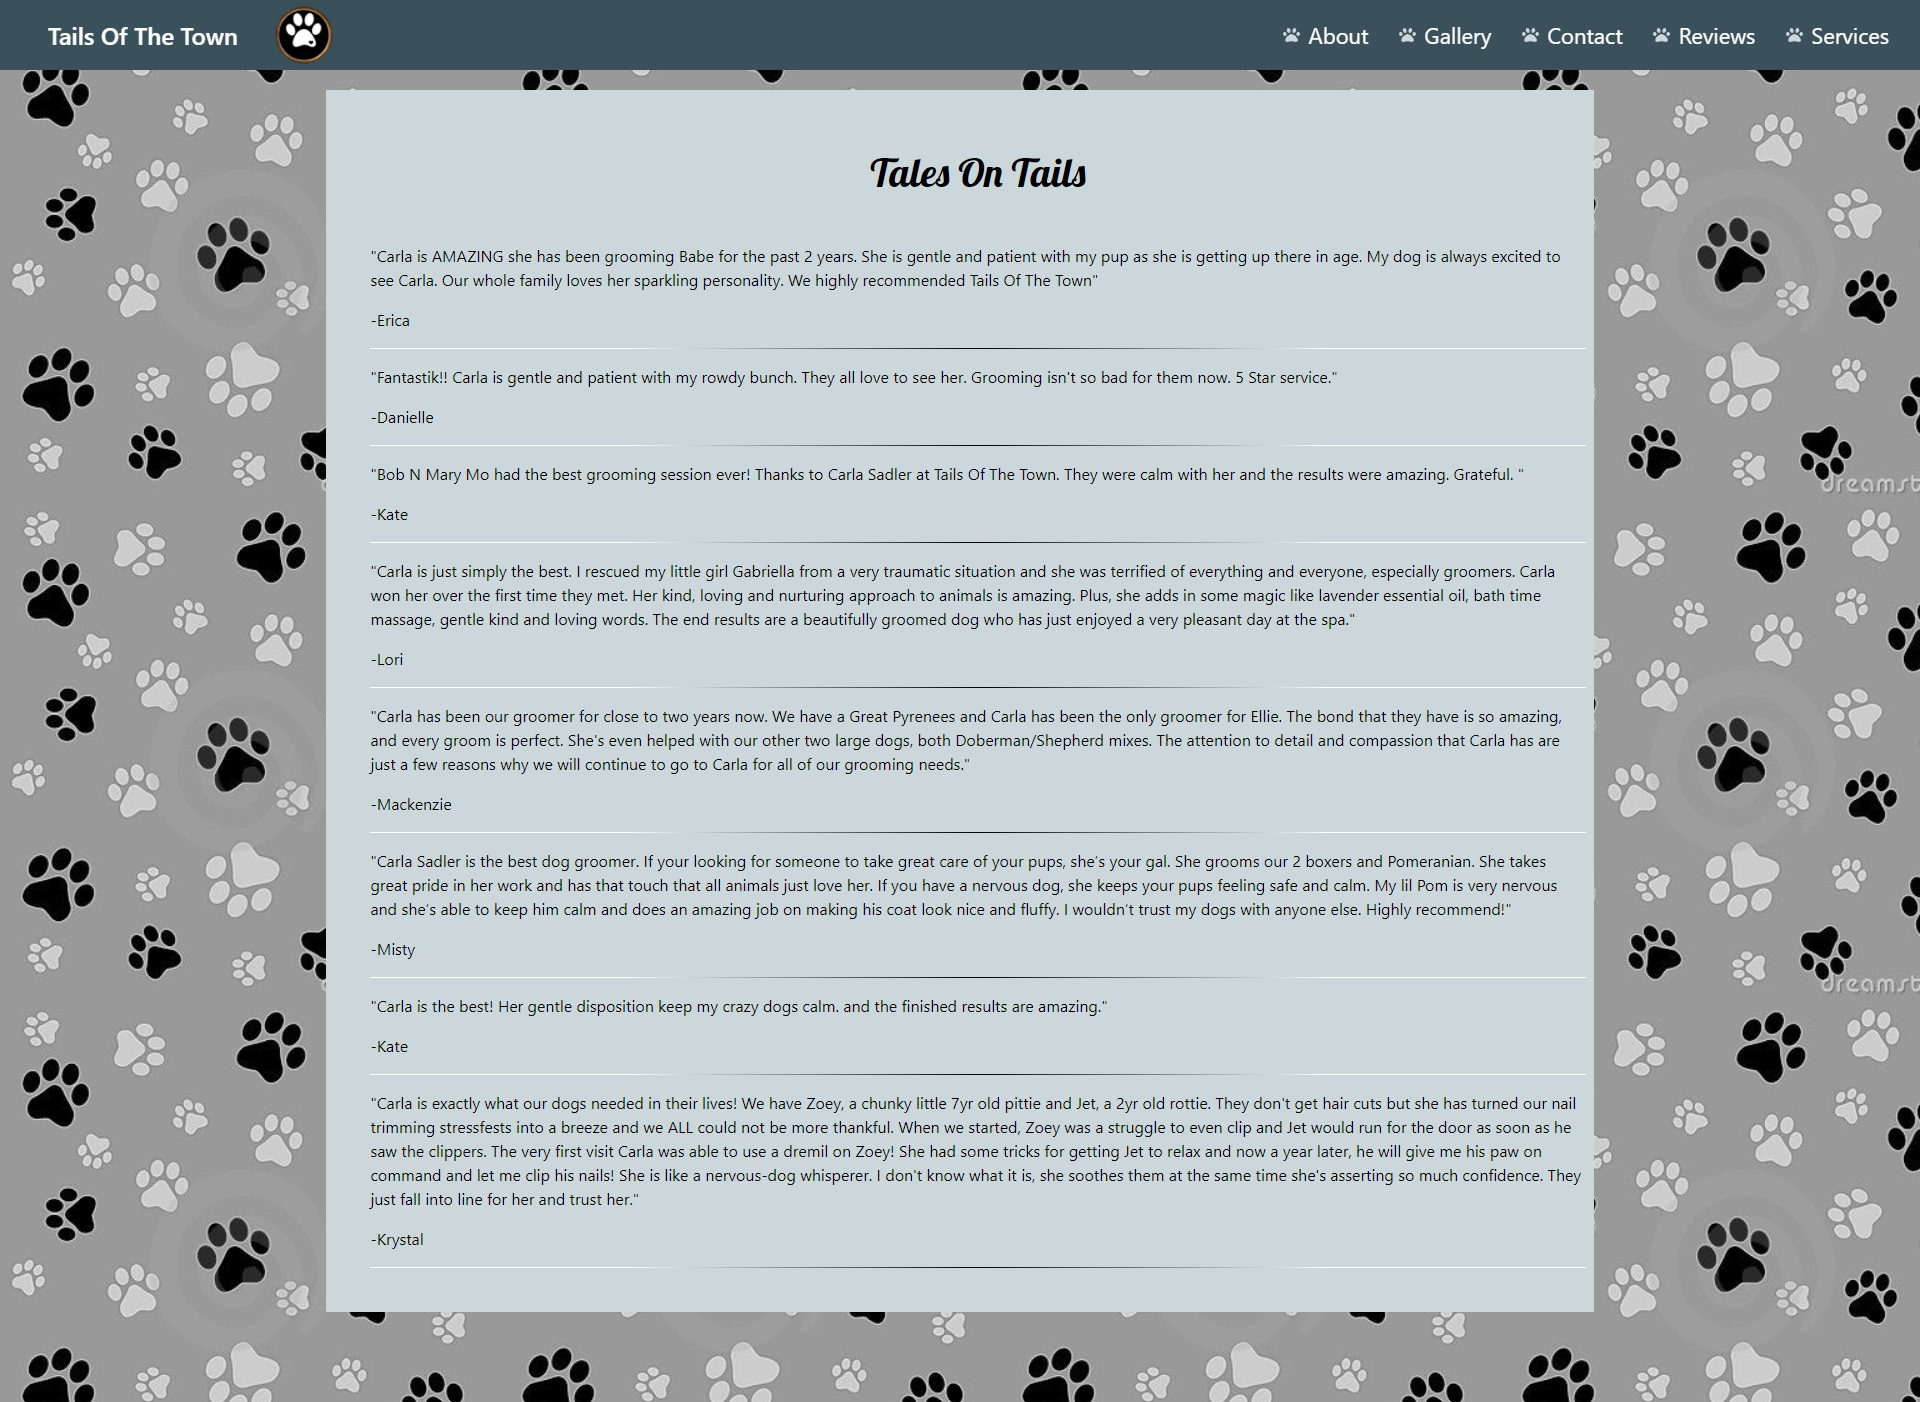 Tails Of The Town
About
Gallery
Contact
Reviews
Services
Tales On Tails
"Carla is AMAZING she has been grooming Babe for the past 2 years. She is gentle and patient with my pup as she is getting up there in age. My dog is always excited to
see Carla. Our whole family loves her sparkling personality. We highly recommended Tails Of The Town"
-Erica
"Fantastik!! Carla is gentle and patient with my rowdy bunch. They all love to see her. Grooming isn't so bad for them now. 5 Star service."
-Danielle
"Bob N Mary Mo had the best grooming session ever! Thanks to Carla Sadler at Tails Of The Town. They were calm with her and the results were amazing. Grateful. "
-Kate
"Carla is just simply the best. I rescued my little girl Gabriella from a very traumatic situation and she was terrified of everything and everyone, especially groomers. Carla
won her over the first time they met. Her kind, loving and nurturing approach to animals is amazing. Plus, she adds in some magic like lavender essential oil, bath time
massage, gentle kind and loving words. The end results are a beautifully groomed dog who has just enjoyed a very pleasant day at the spa."
-Lori
"Carla has been our groomer for close to two years now. We have a Great Pyrenees and Carla has been the only groomer for Ellie. The bond that they have is so amazing,
and every groom is perfect. She's even helped with our other two large dogs, both Doberman/Shepherd mixes. The attention to detail and compassion that Carla has are
just a few reasons why we will continue to go to Carla for all of our grooming needs."
-Mackenzie
"Carla Sadler is the best dog groomer. If your looking for someone to take great care of your pups, she's your gal. She grooms our 2 boxers and Pomeranian. She takes
great pride in her work and has that touch that all animals just love her. If you have a nervous dog, she keeps your pups feeling safe and calm. My lil Pom is very nervous
and she's able to keep him calm and does an amazing job on making his coat look nice and fluffy. I wouldn't trust my dogs with anyone else. Highly recommend!"
-Misty
"Carla is the best! Her gentle disposition keep my crazy dogs calm. and the finished results are amazing."
-Kate
"Carla is exactly what our dogs needed in their lives! We have Zoey, a chunky little 7yr old pittie and Jet, a 2yr old rottie. They don't get hair cuts but she has turned our nail
trimming stressfests into a breeze and we ALL could not be more thankful. When we started, Zoey was a struggle to even clip and Jet would run for the door as soon as he
saw the clippers. The very first visit Carla was able to use a dremil on Zoey! She had some tricks for getting Jet to relax and now a year later, he will give me his paw on
command and let me clip his nails! She is like a nervous-dog whisperer. I don't know what it is, she soothes them at the same time she's asserting so much confidence. They
just fall into line for her and trust her."
-Krystal
dreamst
dreamst